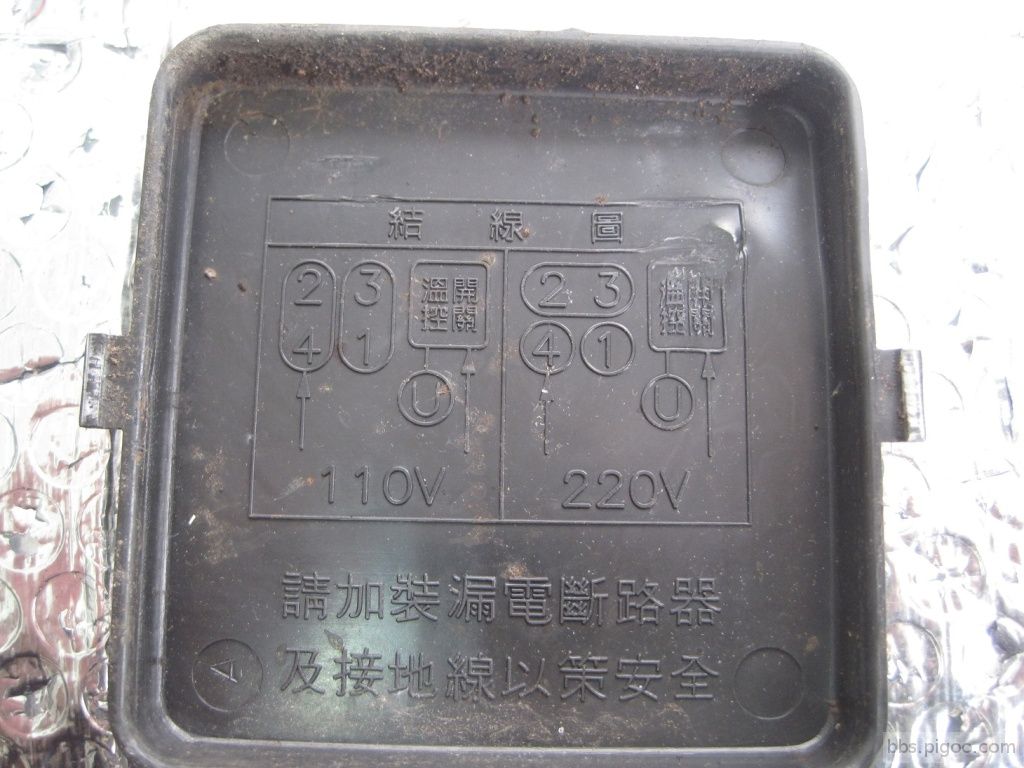 結線圖
2 3 溫控 開關 2 3 溫控 開關
4 1 4 1
U U
110V 220V
請加裝漏電斷路器
及接地線以策安全
A
bbs.pigoo.com